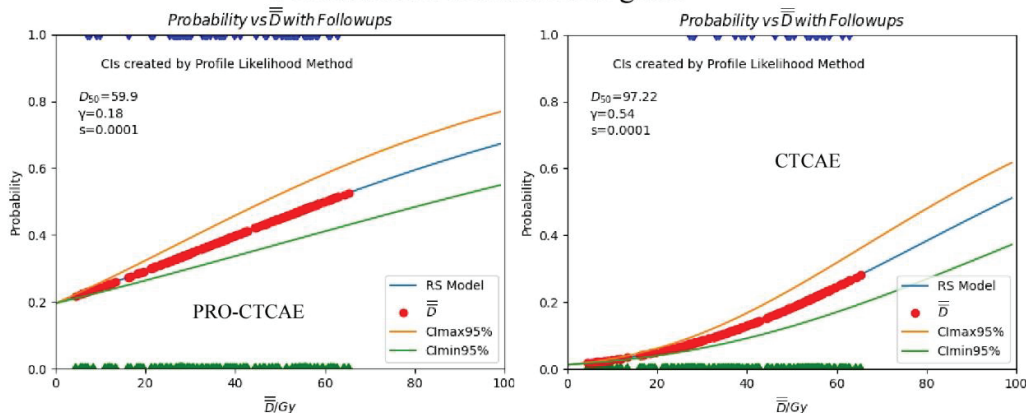 Probability vs D̿ with Followups
1.0
CIs created by Profile Likelihood Method
D₅₀=59.9
γ=0.18
s=0.0001
0.8
0.6
Probability
0.4
0.2
0.0
PRO-CTCAE
RS Model
D̿
CImax95%
CImin95%
0 20 40 60 80 100
D̿/Gy
Probability vs D̿ with Followups
1.0
CIs created by Profile Likelihood Method
D₅₀=97.22
γ=0.54
s=0.0001
0.8
CTCAE
0.6
Probability
0.4
0.2
0.0
RS Model
D̿
CImax95%
CImin95%
0 20 40 60 80 100
D̿/Gy